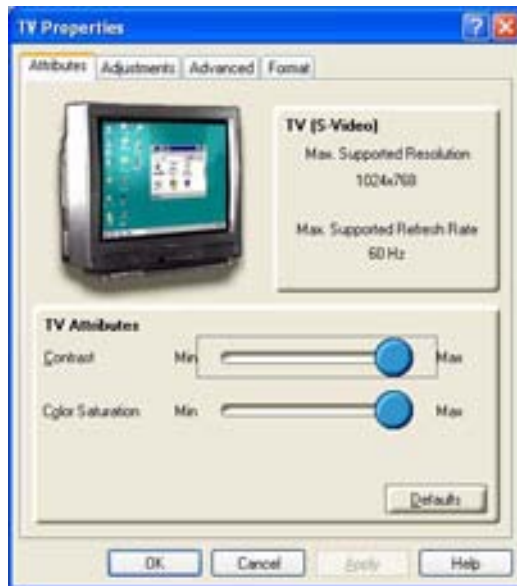 TV Properties
Attributes Adjustments Advanced Format
TV (S-Video)
Max. Supported Resolution
1024x768
Max. Supported Refresh Rate
60 Hz
TV Attributes
Contrast Min Max
Color Saturation Min Max
Defaults
OK Cancel Apply Help